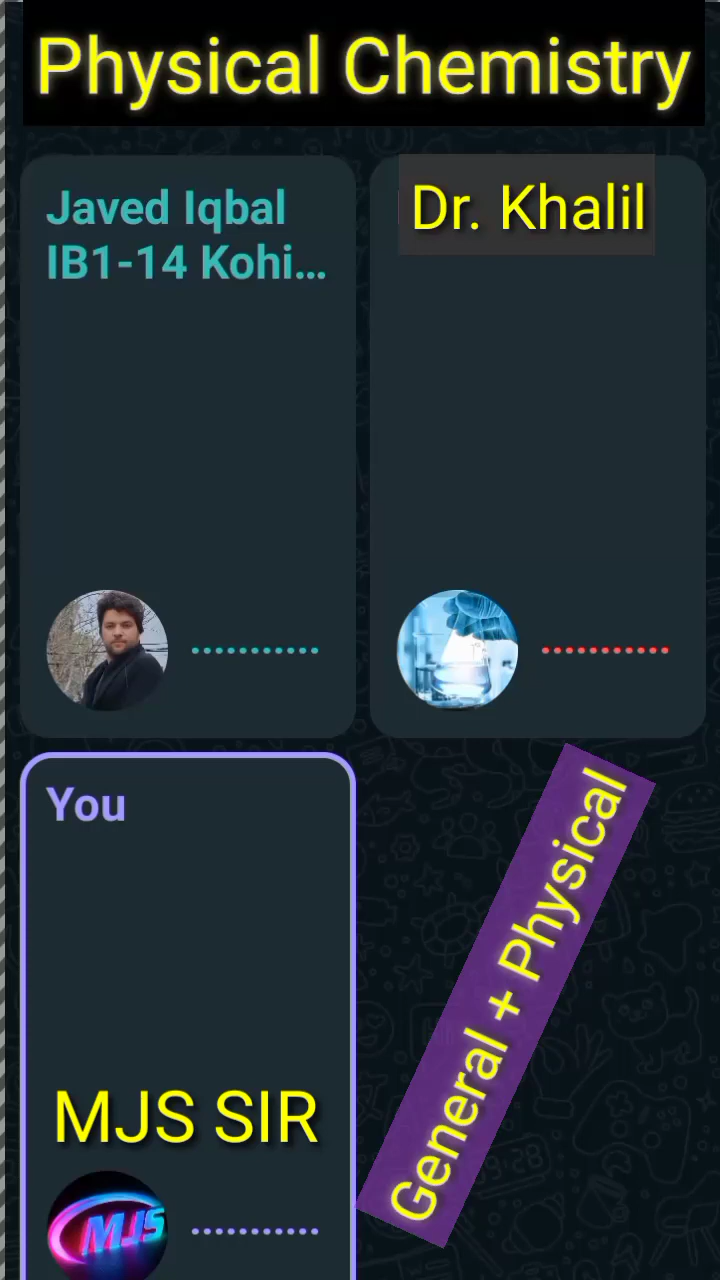 Physical Chemistry
Javed Iqbal
IB1-14 Kohi...
Dr. Khalil
You
General + Physical
MJS SIR
MJS